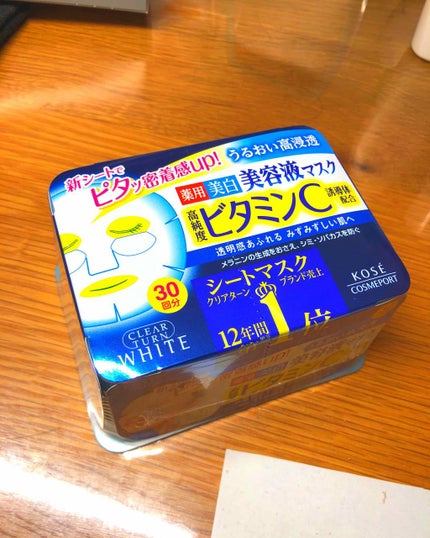 新シートで
ピタッ密着感up!
うるおい高浸透
薬用 美白 美容液マスク
高純度 ビタミンC 誘導体配合
透明感あふれる みずみずしい肌へ
メラニンの生成をおさえ、シミ・ソバカスを防ぐ
30
回分
シートマスク
クリアターン ブランド売上
12年間 1位
CLEAR
TURN
WHITE
KOSÉ
COSMEPORT